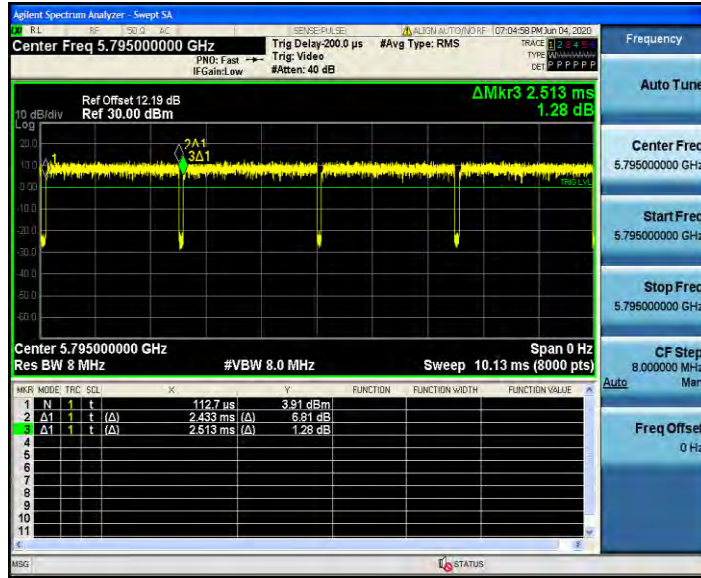 Agilent Spectrum Analyzer - Swept SA
RL RF 50 Ω AC SENSE:PULSE ALIGN AUTO/NO RF 07:04:58 PM Jun 04, 2020
Center Freq 5.795000000 GHz
PNO: Fast
IFGain:Low
Trig Delay-200.0 µs
Trig: Video
#Atten: 40 dB
#Avg Type: RMS
TRACE 1 2 3 4 5 6
TYPE
DET P P P P P P
Frequency
Auto Tune
Center Freq
5.795000000 GHz
Start Freq
5.795000000 GHz
Stop Freq
5.795000000 GHz
CF Step
8.000000 MHz
Auto Man
Freq Offset
0 Hz
ΔMkr3 2.513 ms
1.28 dB
Ref Offset 12.19 dB
10 dB/div Ref 30.00 dBm
Log
20.0
10.0
0.00
-10.0
-20.0
-30.0
-40.0
-50.0
-60.0
1
2Δ1
3Δ1
TRIG LVL
Center 5.795000000 GHz Span 0 Hz
Res BW 8 MHz #VBW 8.0 MHz Sweep 10.13 ms (8000 pts)
MKR MODE TRC SCL X Y FUNCTION FUNCTION WIDTH FUNCTION VALUE
1 N 1 t 112.7 µs 3.91 dBm
2 Δ1 1 t (Δ) 2.433 ms (Δ) 6.81 dB
3 Δ1 1 t (Δ) 2.513 ms (Δ) 1.28 dB
4
5
6
7
8
9
10
11
MSG STATUS